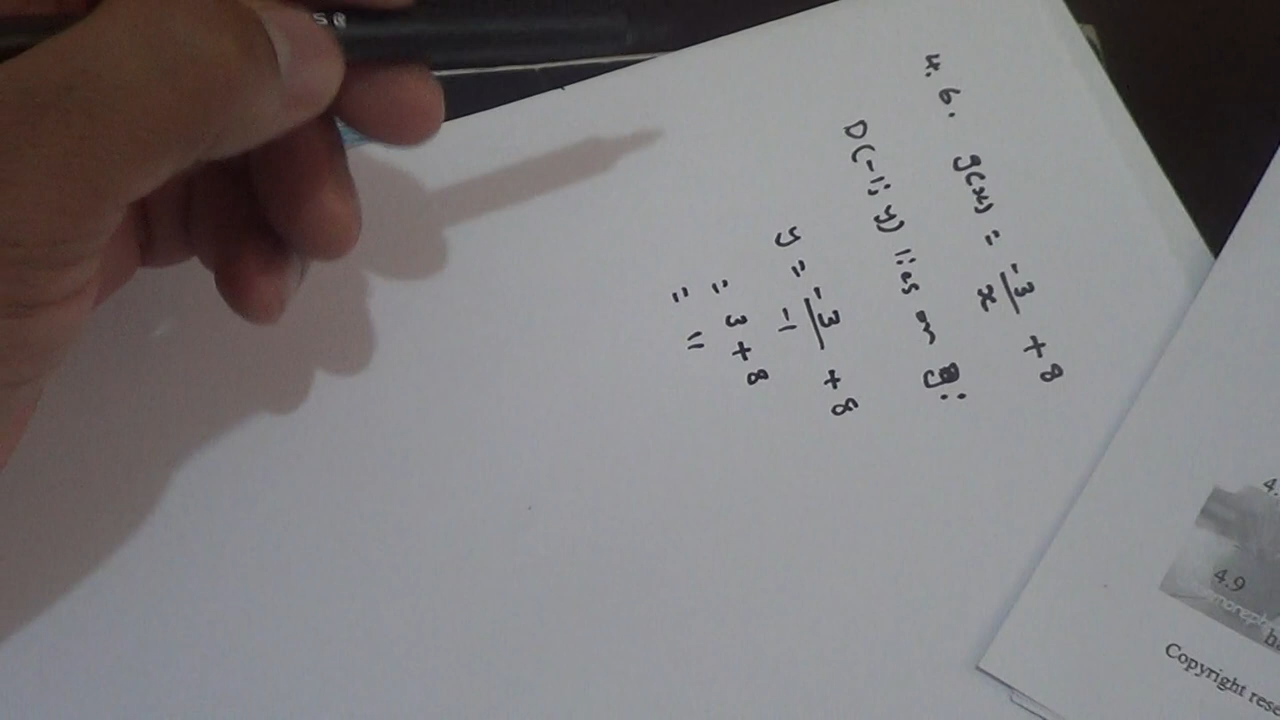 4.6. g(x) = -3/x + 8
D(-1; y) lies on g:
y = -3/-1 + 8
= 3 + 8
= 11
4.
4.9
Copyright rese